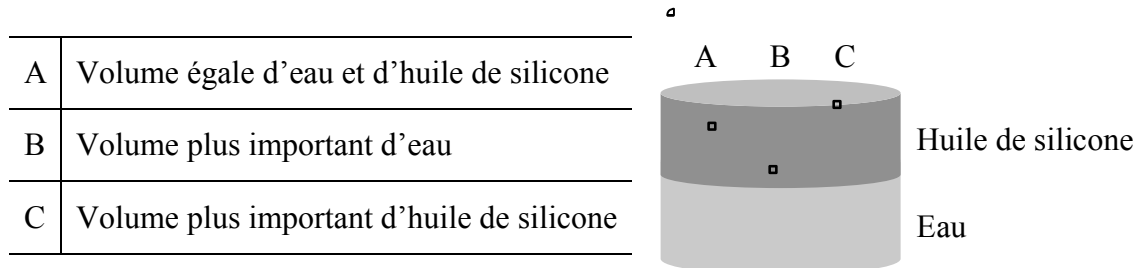 A Volume égale d’eau et d’huile de silicone
B Volume plus important d’eau
C Volume plus important d’huile de silicone
A B C
Huile de silicone
Eau